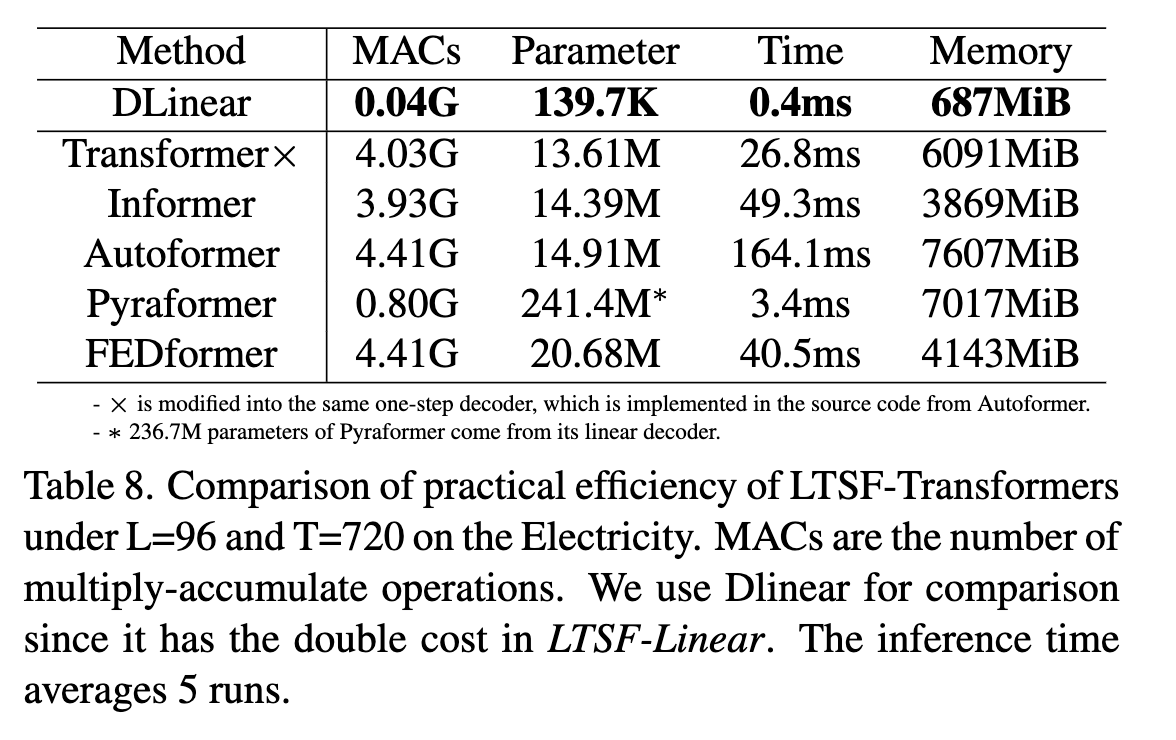 Method MACs Parameter Time Memory
DLinear 0.04G 139.7K 0.4ms 687MiB
Transformer× 4.03G 13.61M 26.8ms 6091MiB
Informer 3.93G 14.39M 49.3ms 3869MiB
Autoformer 4.41G 14.91M 164.1ms 7607MiB
Pyraformer 0.80G 241.4M* 3.4ms 7017MiB
FEDformer 4.41G 20.68M 40.5ms 4143MiB
- × is modified into the same one-step decoder, which is implemented in the source code from Autoformer.
- * 236.7M parameters of Pyraformer come from its linear decoder.
Table 8. Comparison of practical efficiency of LTSF-Transformers
under L=96 and T=720 on the Electricity. MACs are the number of
multiply-accumulate operations. We use Dlinear for comparison
since it has the double cost in LTSF-Linear. The inference time
averages 5 runs.